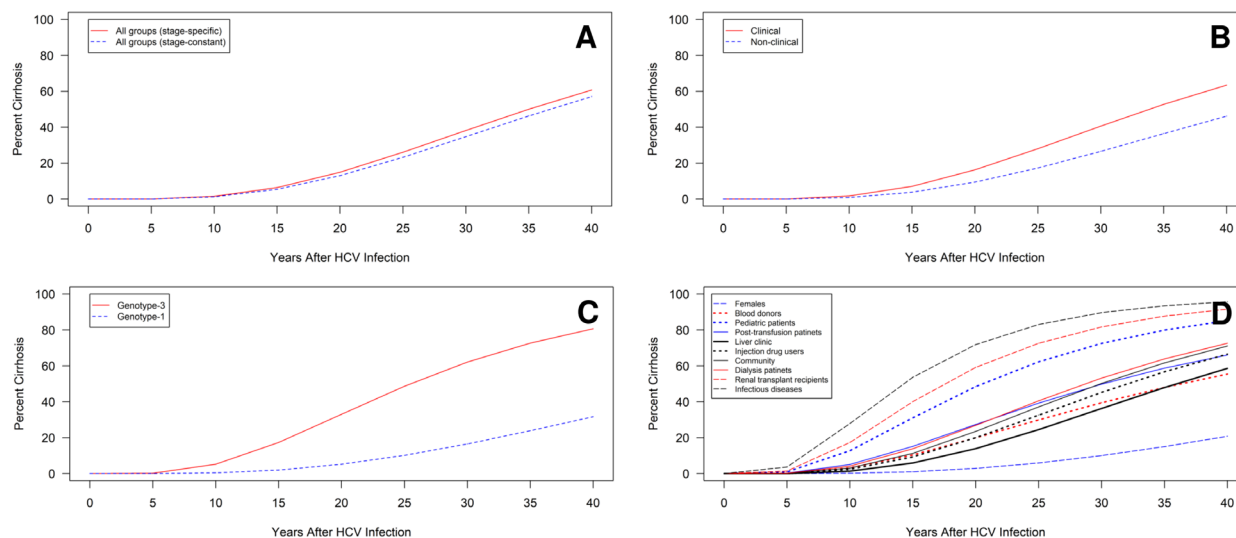 A
All groups (stage-specific)
All groups (stage-constant)
Percent Cirrhosis
100
80
60
40
20
0
0 5 10 15 20 25 30 35 40
Years After HCV Infection
B
Clinical
Non-clinical
Percent Cirrhosis
100
80
60
40
20
0
0 5 10 15 20 25 30 35 40
Years After HCV Infection
C
Genotype-3
Genotype-1
Percent Cirrhosis
100
80
60
40
20
0
0 5 10 15 20 25 30 35 40
Years After HCV Infection
D
Females
Blood donors
Pediatric patients
Post-transfusion patinets
Liver clinic
Injection drug users
Community
Dialysis patinets
Renal transplant recipients
Infectious diseases
Percent Cirrhosis
100
80
60
40
20
0
0 5 10 15 20 25 30 35 40
Years After HCV Infection